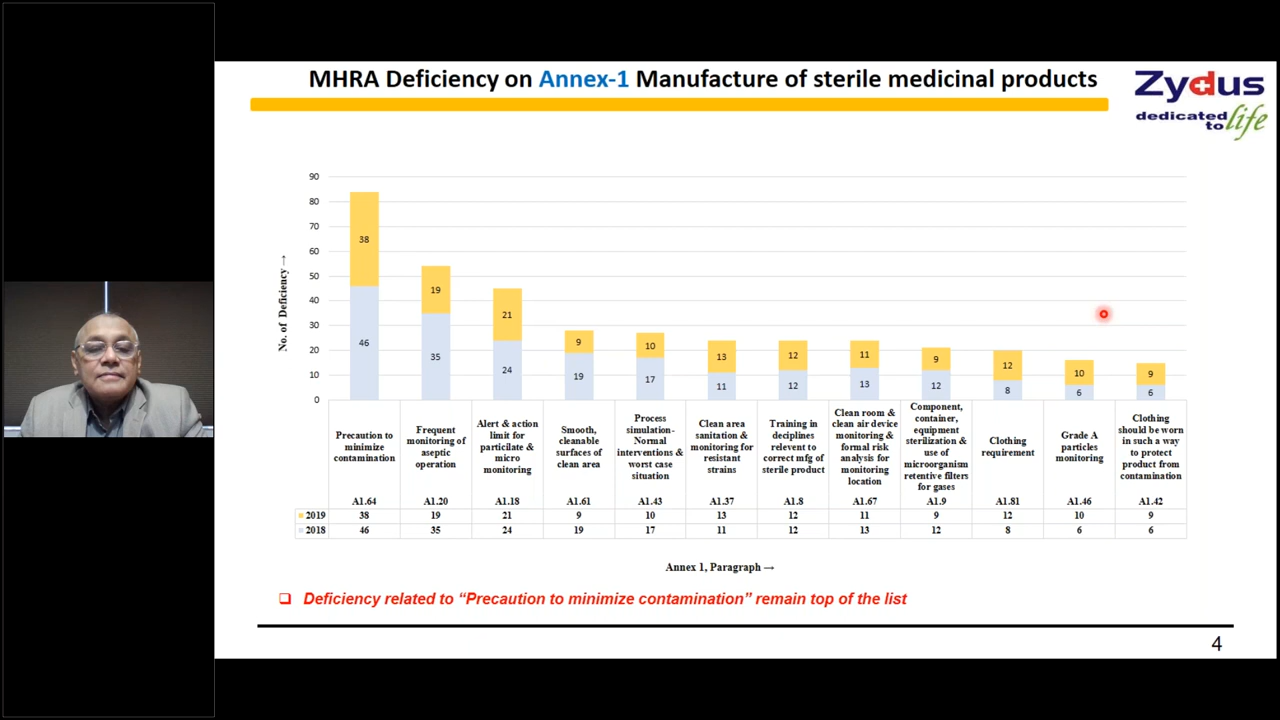 MHRA Deficiency on Annex-1 Manufacture of sterile medicinal products
Zydus
dedicated
to life
No. of Deficiency →
90
80
70
60
50
40
30
20
10
0
38
46
19
35
21
24
9
19
10
17
13
11
12
12
11
13
9
12
12
8
10
6
9
6
Precaution to
minimize
contamination
A1.64
Frequent
monitoring of
aseptic
operation
A1.20
Alert & action
limit for
particilate &
micro
monitoring
A1.18
Smooth,
cleanable
surfaces of
clean area
A1.61
Process
simulation-
Normal
interventions &
worst case
situation
A1.43
Clean area
sanitation &
monitoring for
resistant
strains
A1.37
Training in
deciplines
relevent to
correct mfg of
sterile product
A1.8
Clean room &
clean air device
monitoring &
formal risk
analysis for
monitoring
location
A1.67
Component,
container,
equipment
sterilization &
use of
microorganism
retentive filters
for gases
A1.9
Clothing
requirement
A1.81
Grade A
particles
monitoring
A1.46
Clothing
should be worn
in such a way
to protect
product from
contamination
A1.42
2019 38 19 21 9 10 13 12 11 9 12 10 9
2018 46 35 24 19 17 11 12 13 12 8 6 6
Annex 1, Paragraph →
Deficiency related to “Precaution to minimize contamination” remain top of the list
4